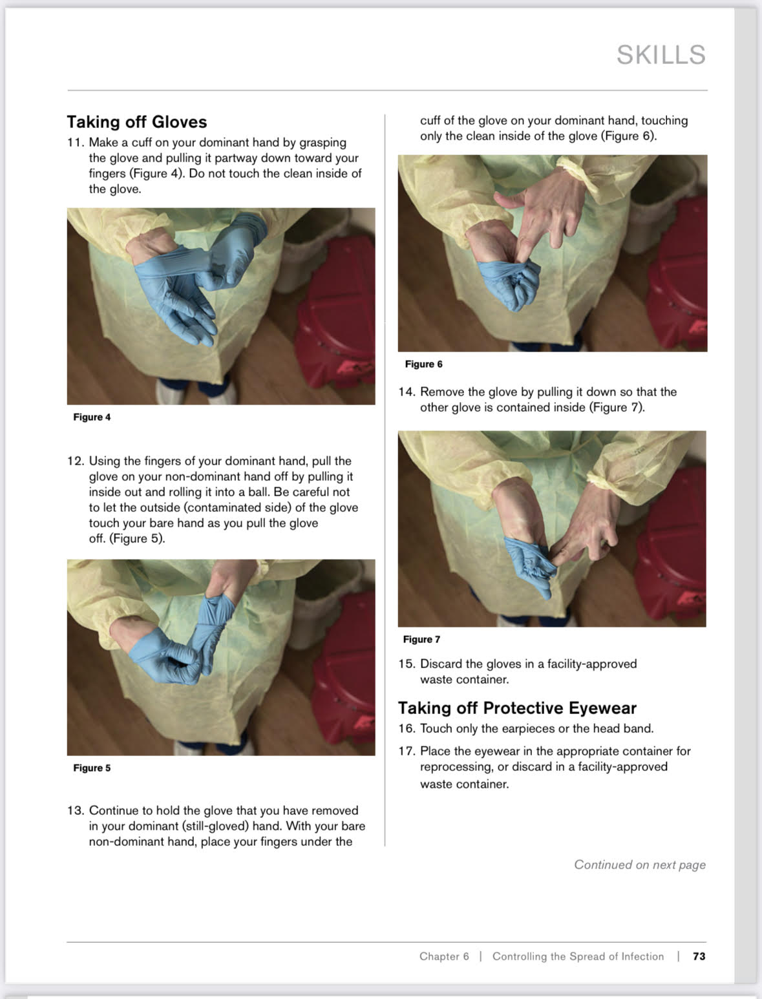 SKILLS
Taking off Gloves
11. Make a cuff on your dominant hand by grasping
the glove and pulling it partway down toward your
fingers (Figure 4). Do not touch the clean inside of
the glove.
Figure 4
12. Using the fingers of your dominant hand, pull the
glove on your non-dominant hand off by pulling it
inside out and rolling it into a ball. Be careful not
to let the outside (contaminated side) of the glove
touch your bare hand as you pull the glove
off. (Figure 5).
Figure 5
13. Continue to hold the glove that you have removed
in your dominant (still-gloved) hand. With your bare
non-dominant hand, place your fingers under the
cuff of the glove on your dominant hand, touching
only the clean inside of the glove (Figure 6).
Figure 6
14. Remove the glove by pulling it down so that the
other glove is contained inside (Figure 7).
Figure 7
15. Discard the gloves in a facility-approved
waste container.
Taking off Protective Eyewear
16. Touch only the earpieces or the head band.
17. Place the eyewear in the appropriate container for
reprocessing, or discard in a facility-approved
waste container.
Continued on next page
Chapter 6 | Controlling the Spread of Infection | 73